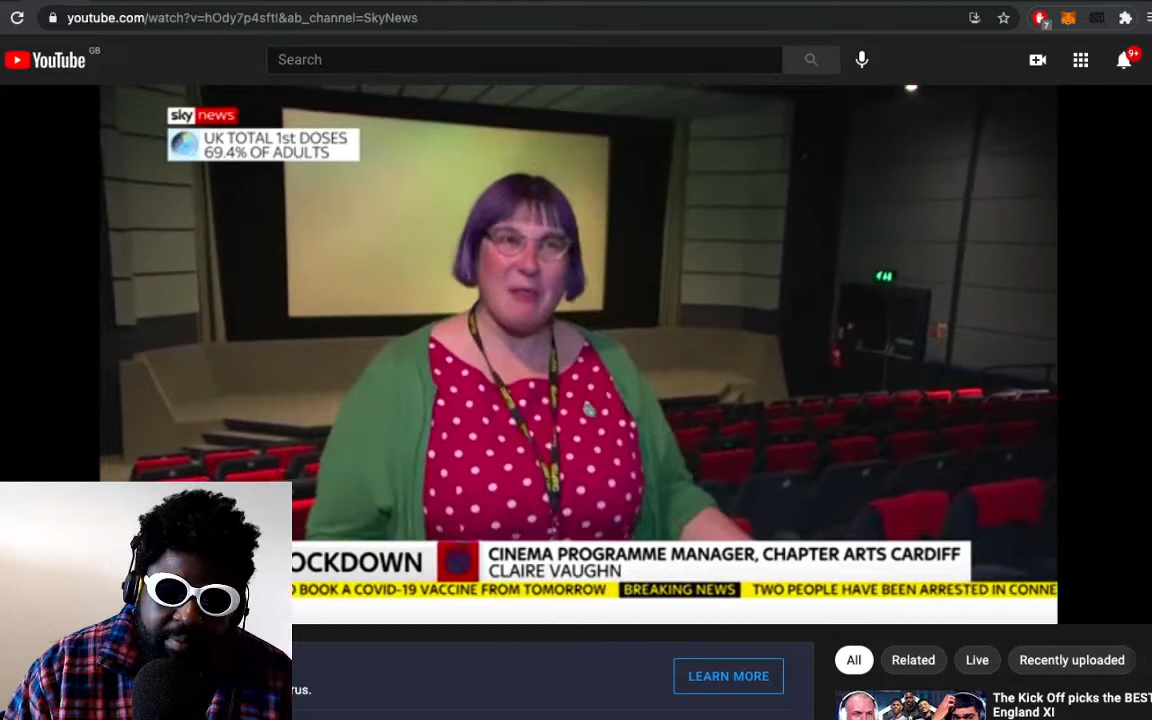 youtube.com/watch?v=hOdy7p4sftI&ab_channel=SkyNews
7
YouTube
GB
Search
9+
sky news
UK TOTAL 1st DOSES
69.4% OF ADULTS
OCKDOWN
CINEMA PROGRAMME MANAGER, CHAPTER ARTS CARDIFF
CLAIRE VAUGHN
BOOK A COVID-19 VACCINE FROM TOMORROW BREAKING NEWS TWO PEOPLE HAVE BEEN ARRESTED IN CONNE
rus.
LEARN MORE
All Related Live Recently uploaded
The Kick Off picks the BEST
England XI